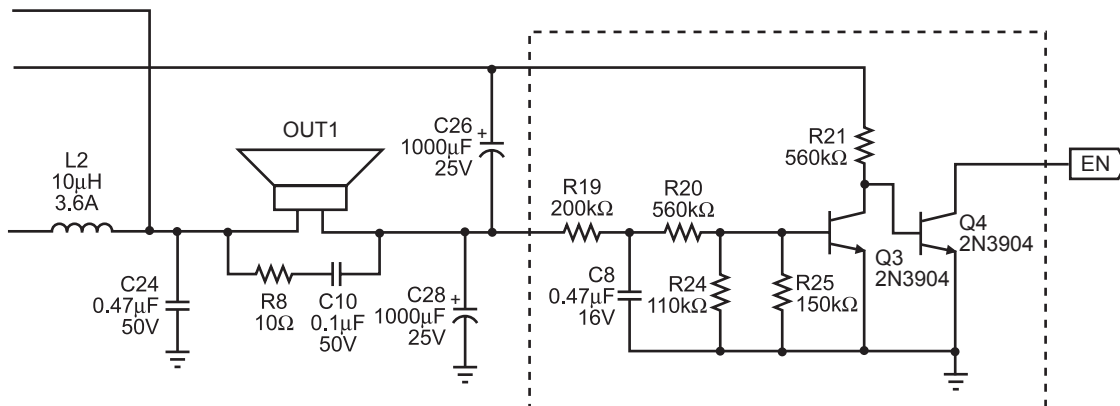 OUT1
C26
+
1000µF
25V
L2
10µH
3.6A
R21
560kΩ
EN
R19
200kΩ
R20
560kΩ
Q4
2N3904
Q3
2N3904
C24
0.47µF
50V
R8
10Ω
C10
0.1µF
50V
C28
+
1000µF
25V
C8
0.47µF
16V
R24
110kΩ
R25
150kΩ